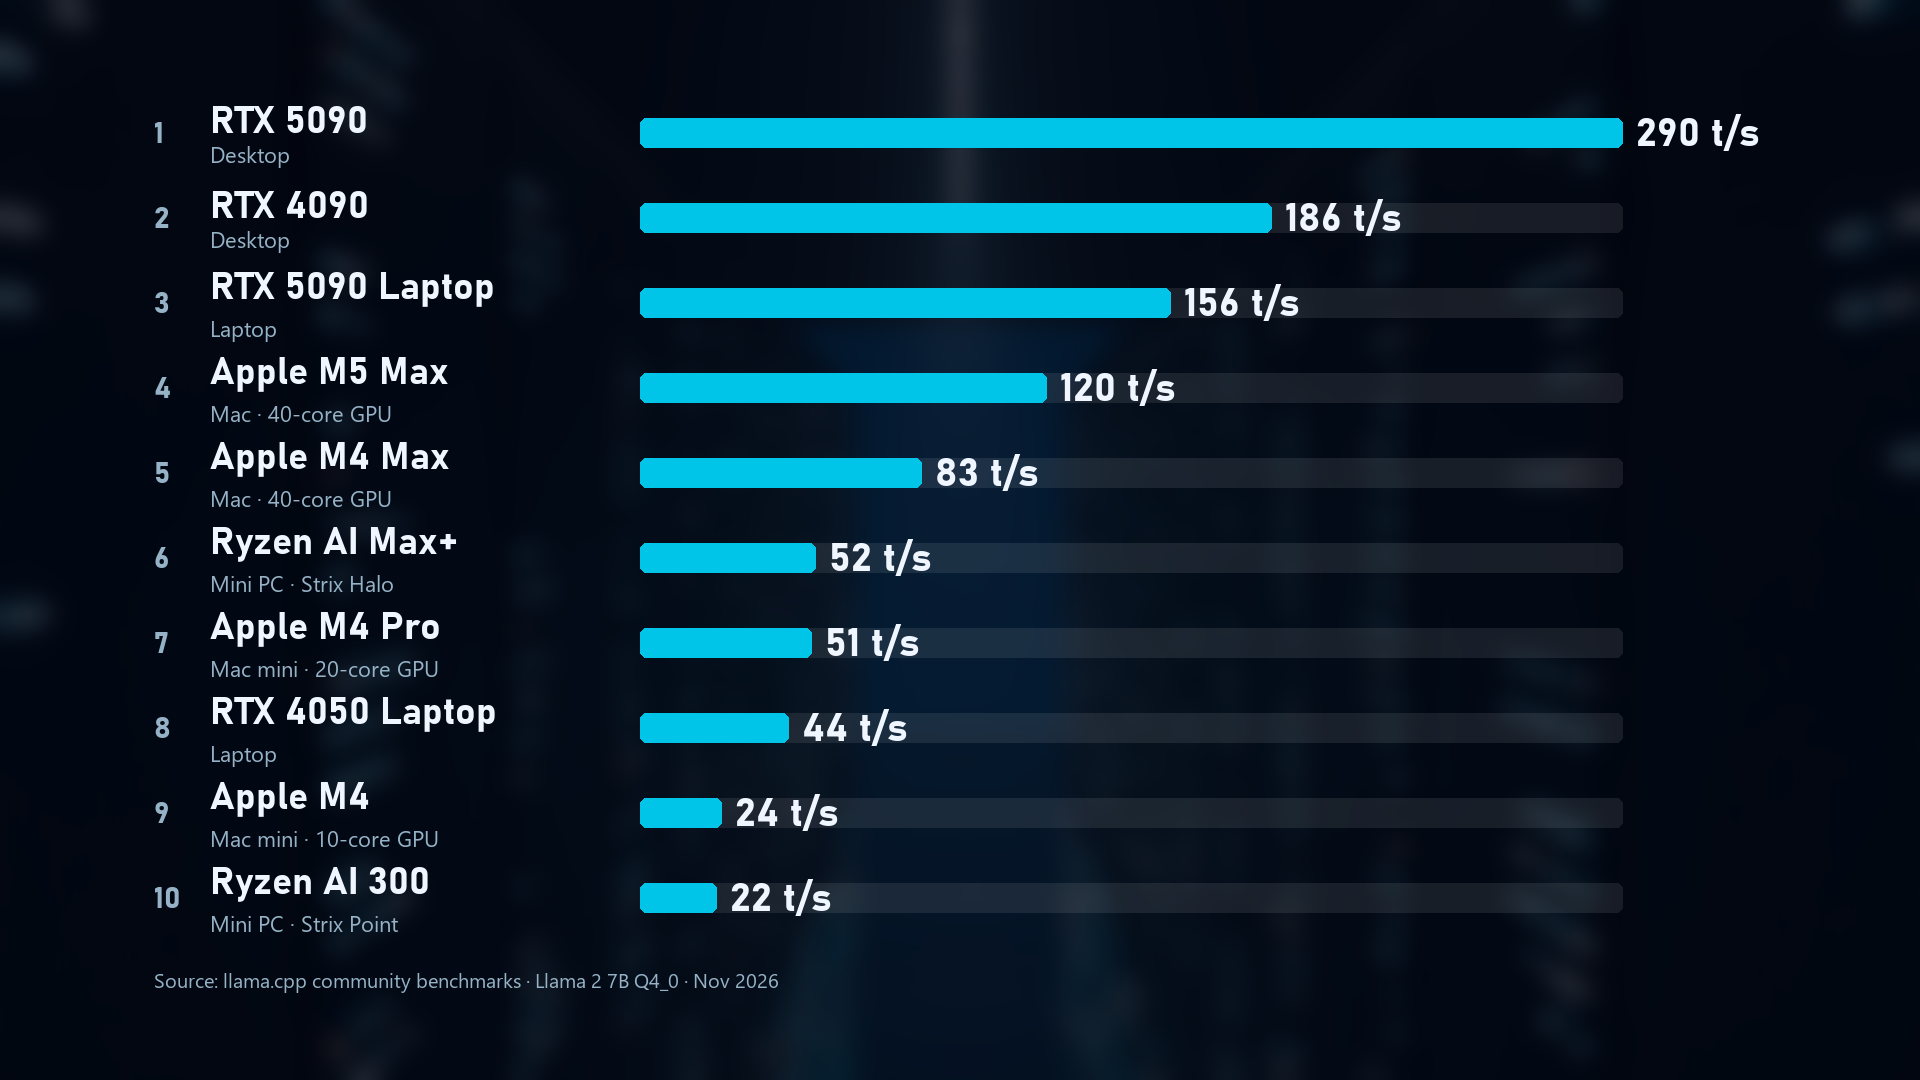 1
RTX 5090
Desktop
290 t/s
2
RTX 4090
Desktop
186 t/s
3
RTX 5090 Laptop
Laptop
156 t/s
4
Apple M5 Max
Mac · 40-core GPU
120 t/s
5
Apple M4 Max
Mac · 40-core GPU
83 t/s
6
Ryzen AI Max+
Mini PC · Strix Halo
52 t/s
7
Apple M4 Pro
Mac mini · 20-core GPU
51 t/s
8
RTX 4050 Laptop
Laptop
44 t/s
9
Apple M4
Mac mini · 10-core GPU
24 t/s
10
Ryzen AI 300
Mini PC · Strix Point
22 t/s
Source: llama.cpp community benchmarks · Llama 2 7B Q4_0 · Nov 2026